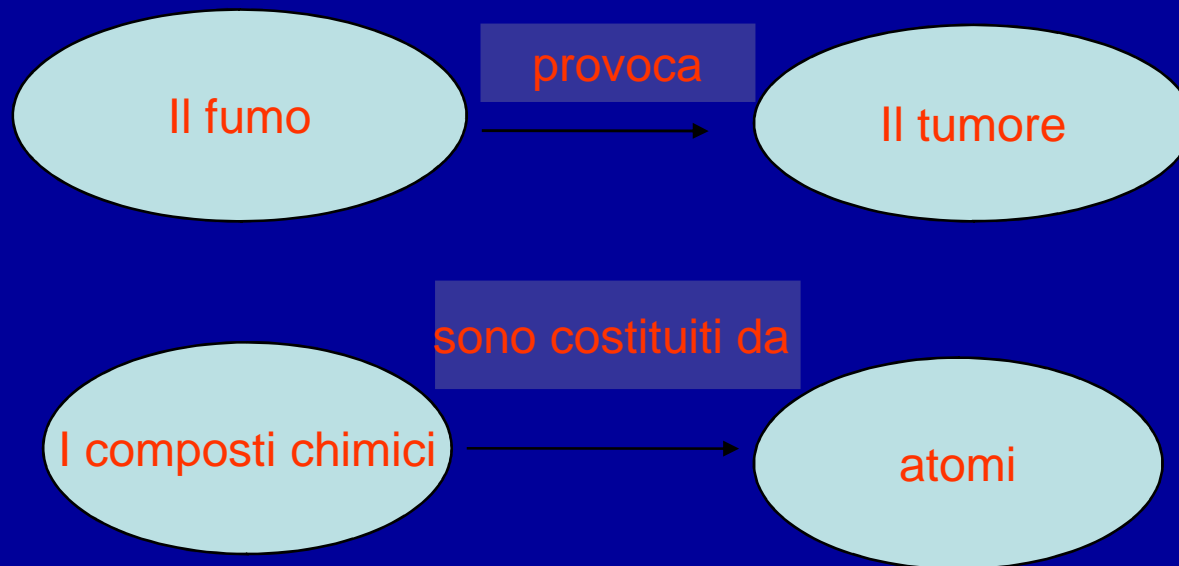 Il fumo
provoca
Il tumore
I composti chimici
sono costituiti da
atomi